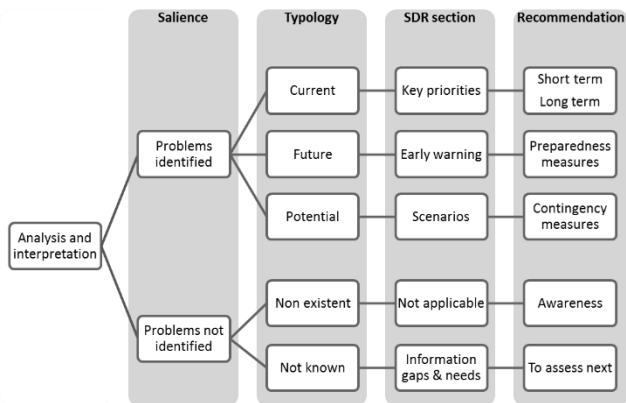 Salience
Typology
SDR section
Recommendation
Current
Key priorities
Short term
Long term
Problems
identified
Future
Early warning
Preparedness
measures
Potential
Scenarios
Contingency
measures
Analysis and
interpretation
Non existent
Not applicable
Awareness
Problems not
identified
Not known
Information
gaps & needs
To assess next